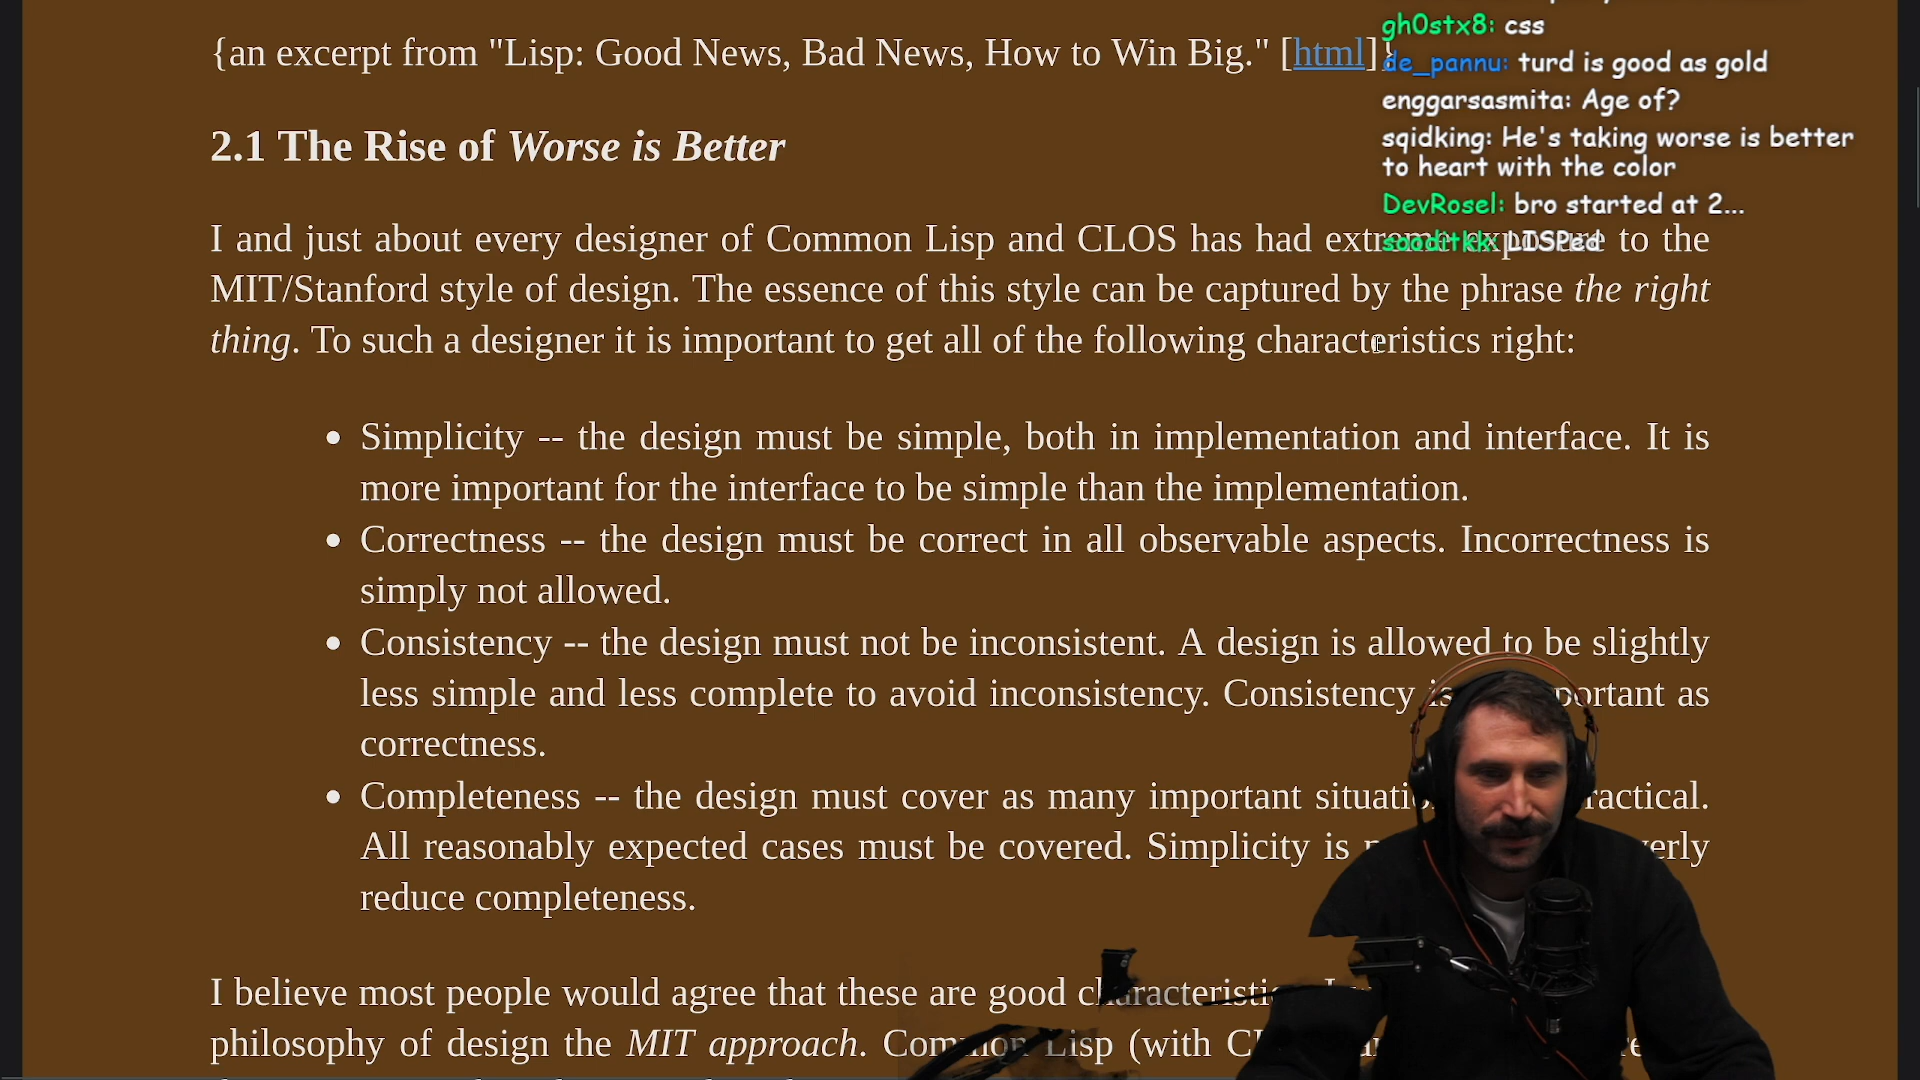 {an excerpt from "Lisp: Good News, Bad News, How to Win Big." [html]}
2.1 The Rise of Worse is Better
I and just about every designer of Common Lisp and CLOS has had extreme exposure to the
MIT/Stanford style of design. The essence of this style can be captured by the phrase the right
thing. To such a designer it is important to get all of the following characteristics right:
• Simplicity -- the design must be simple, both in implementation and interface. It is
more important for the interface to be simple than the implementation.
• Correctness -- the design must be correct in all observable aspects. Incorrectness is
simply not allowed.
• Consistency -- the design must not be inconsistent. A design is allowed to be slightly
less simple and less complete to avoid inconsistency. Consistency is portant as
correctness.
• Completeness -- the design must cover as many important situati ractical.
All reasonably expected cases must be covered. Simplicity is verly
reduce completeness.
I believe most people would agree that these are good characteristic
philosophy of design the MIT approach. Common Lisp (with C
gh0stx8: css
de_pannu: turd is good as gold
enggarsasmita: Age of?
sqidking: He's taking worse is better
to heart with the color
DevRosel: bro started at 2...
LISPed